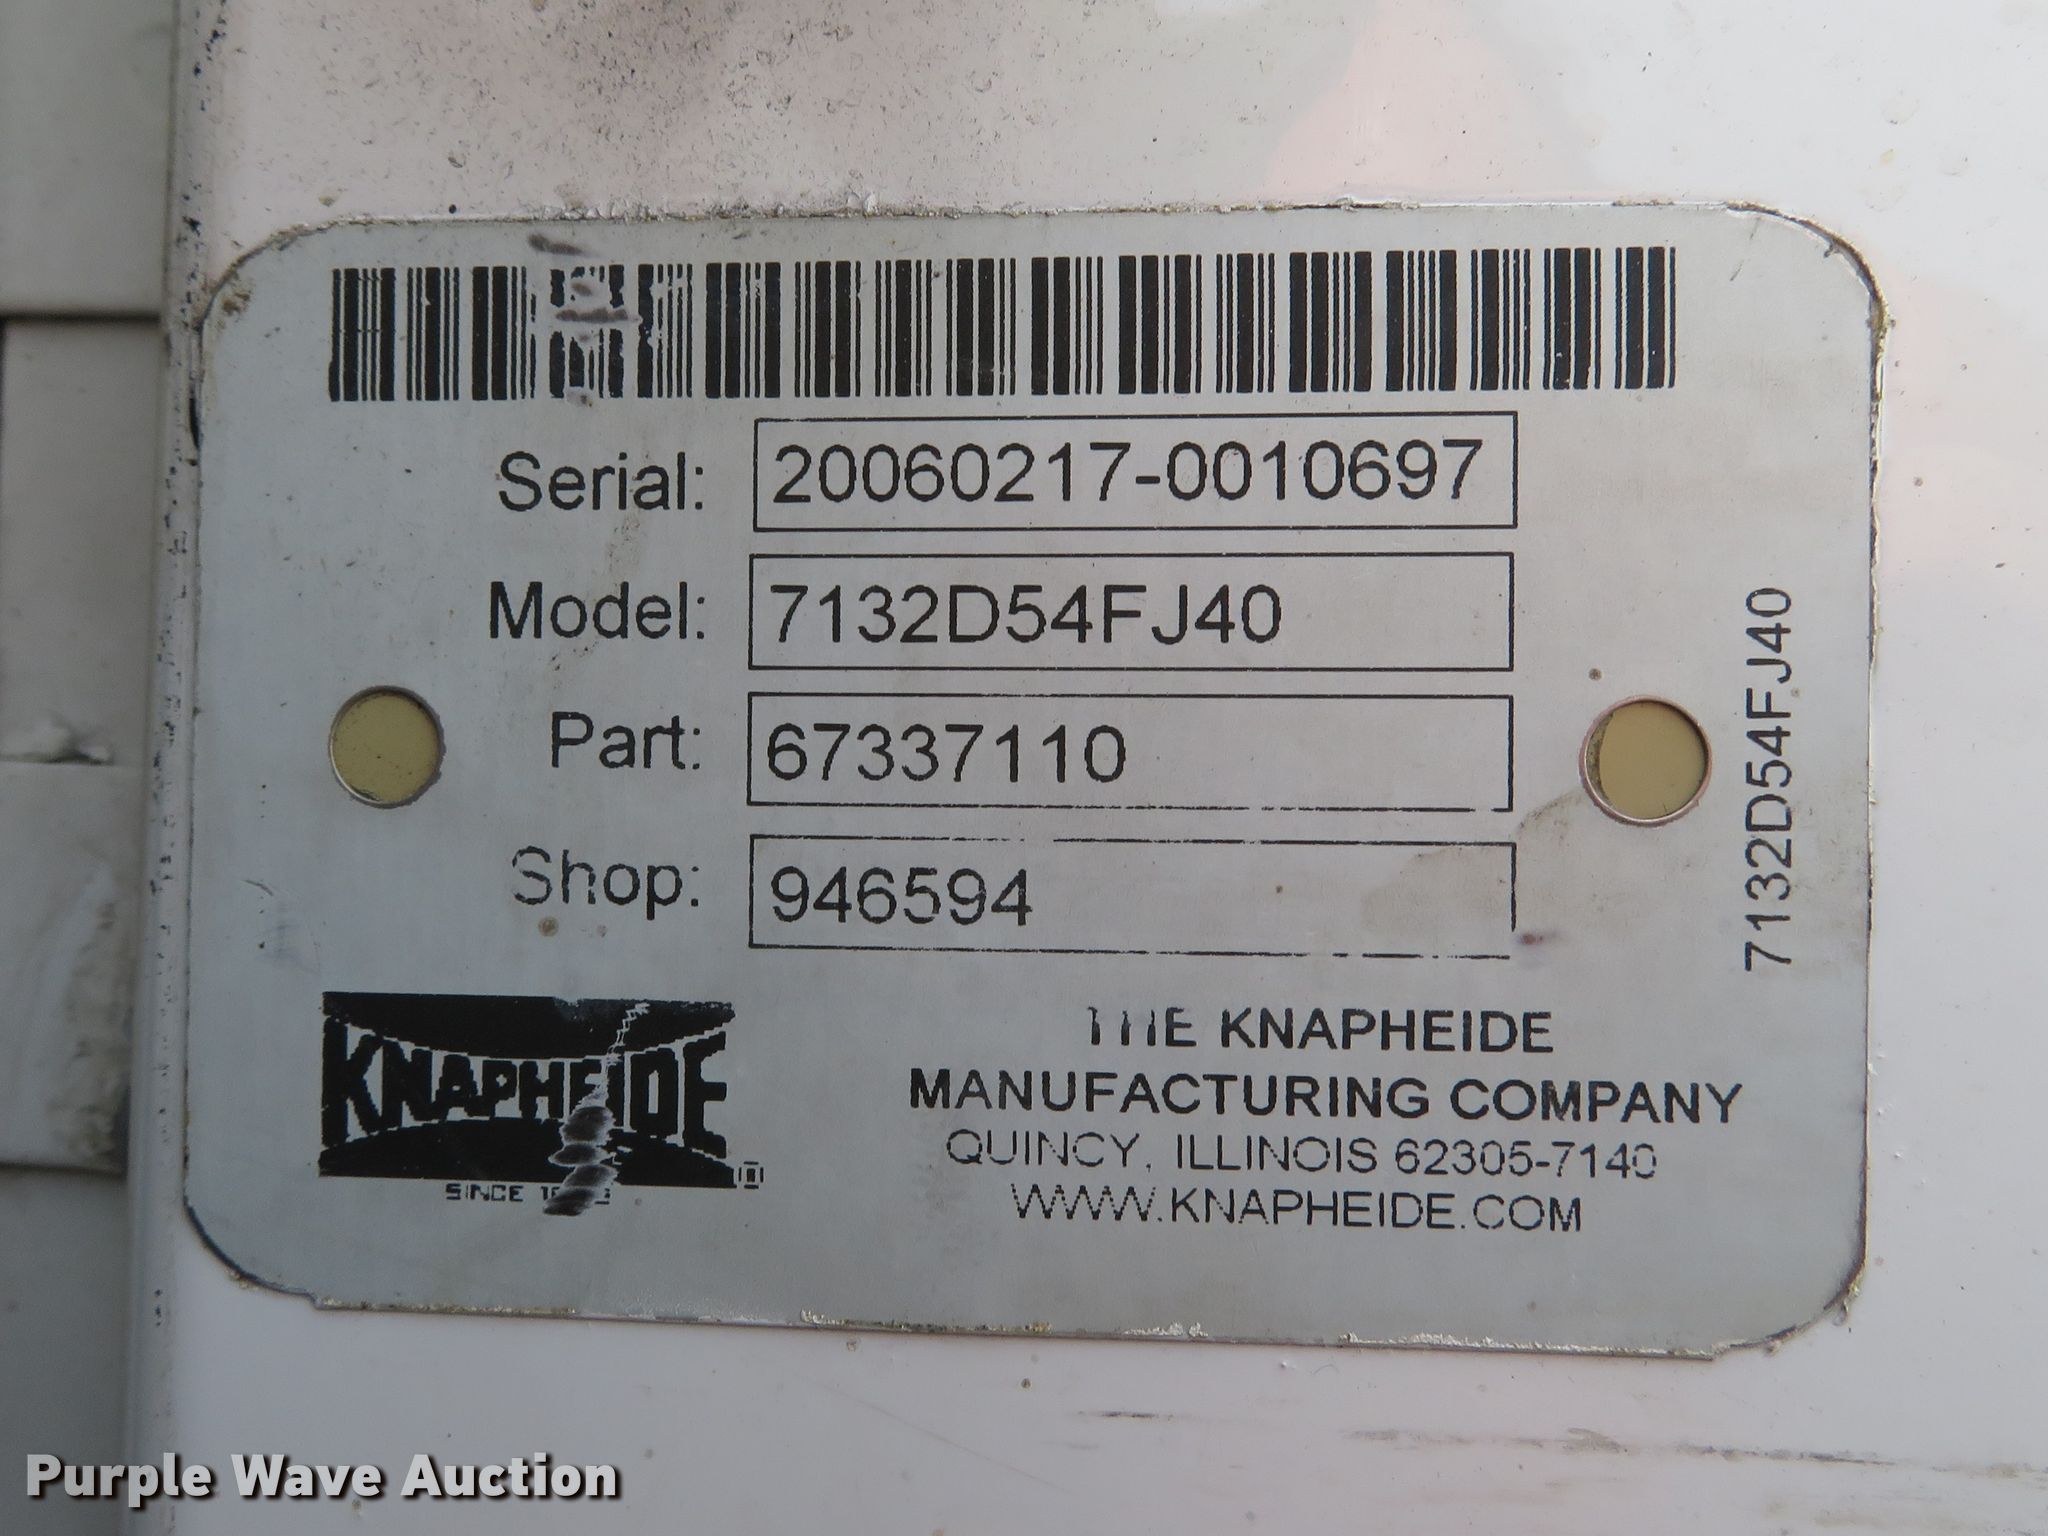 Serial: 20060217-0010697
Model: 7132D54FJ40
Part: 67337110
Shop: 946594
7132D54FJ40
KNAPHEIDE
SINCE
THE KNAPHEIDE
MANUFACTURING COMPANY
QUINCY, ILLINOIS 62305-7140
WWW.KNAPHEIDE.COM
Purple Wave Auction